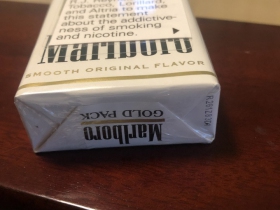 Tobacco, Lorillard,
and Altria to make
this statement
about the addictive-
ness of smoking
and nicotine.
Marlboro
SMOOTH ORIGINAL FLAVOR
Marlboro
GOLD PACK